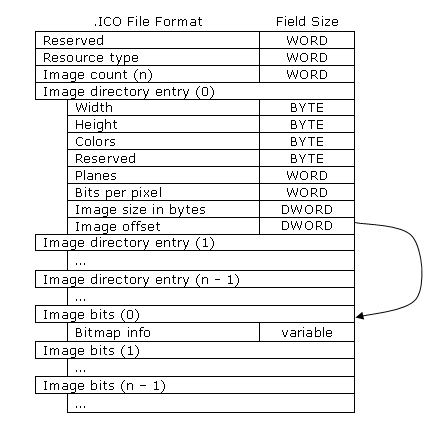 .ICO File Format Field Size
Reserved WORD
Resource type WORD
Image count (n) WORD
Image directory entry (0)
Width BYTE
Height BYTE
Colors BYTE
Reserved BYTE
Planes WORD
Bits per pixel WORD
Image size in bytes DWORD
Image offset DWORD
Image directory entry (1)
...
Image directory entry (n - 1)
...
Image bits (0)
Bitmap info variable
Image bits (1)
...
Image bits (n - 1)
...